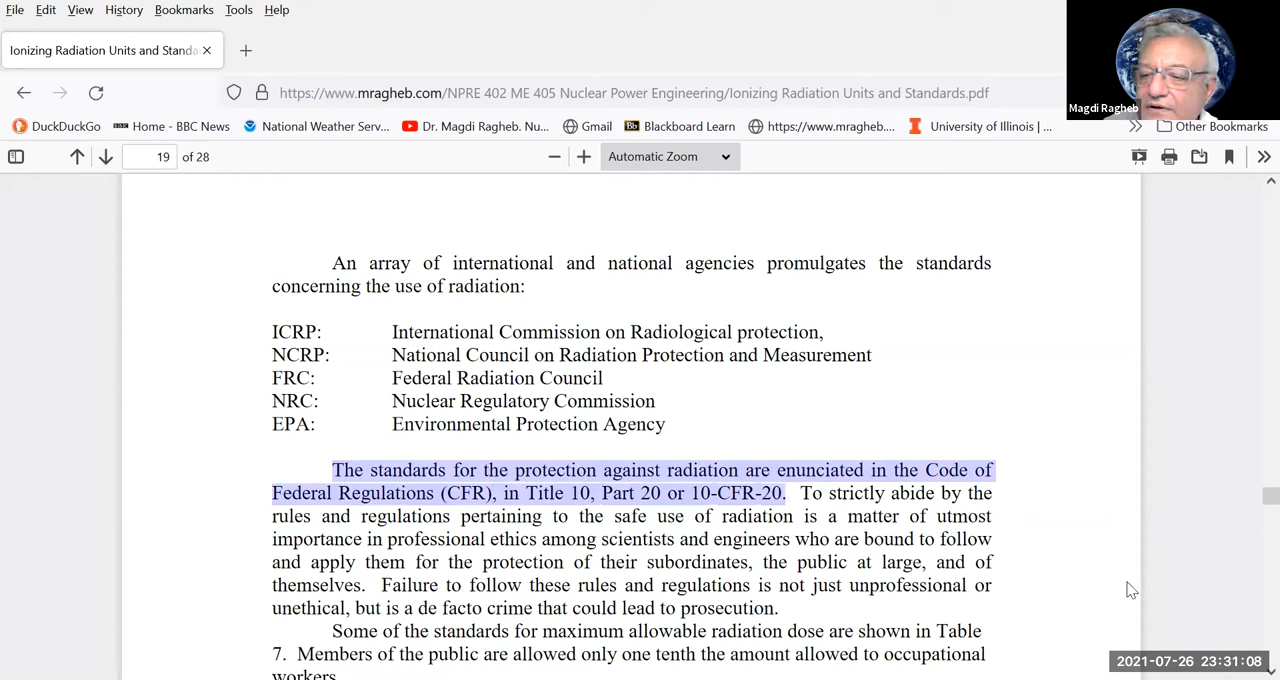 File Edit View History Bookmarks Tools Help
Ionizing Radiation Units and Standa
https://www.mragheb.com/NPRE 402 ME 405 Nuclear Power Engineering/Ionizing Radiation Units and Standards.pdf
Magdi Ragheb
DuckDuckGo BBC Home - BBC News National Weather Serv... Dr. Magdi Ragheb. Nu... Gmail Bb Blackboard Learn https://www.mragheb.... I University of Illinois |... Other Bookmarks
19 of 28 Automatic Zoom
An array of international and national agencies promulgates the standards
concerning the use of radiation:
ICRP: International Commission on Radiological protection,
NCRP: National Council on Radiation Protection and Measurement
FRC: Federal Radiation Council
NRC: Nuclear Regulatory Commission
EPA: Environmental Protection Agency
The standards for the protection against radiation are enunciated in the Code of
Federal Regulations (CFR), in Title 10, Part 20 or 10-CFR-20. To strictly abide by the
rules and regulations pertaining to the safe use of radiation is a matter of utmost
importance in professional ethics among scientists and engineers who are bound to follow
and apply them for the protection of their subordinates, the public at large, and of
themselves. Failure to follow these rules and regulations is not just unprofessional or
unethical, but is a de facto crime that could lead to prosecution.
Some of the standards for maximum allowable radiation dose are shown in Table
7. Members of the public are allowed only one tenth the amount allowed to occupational
workers.
2021-07-26 23:31:08